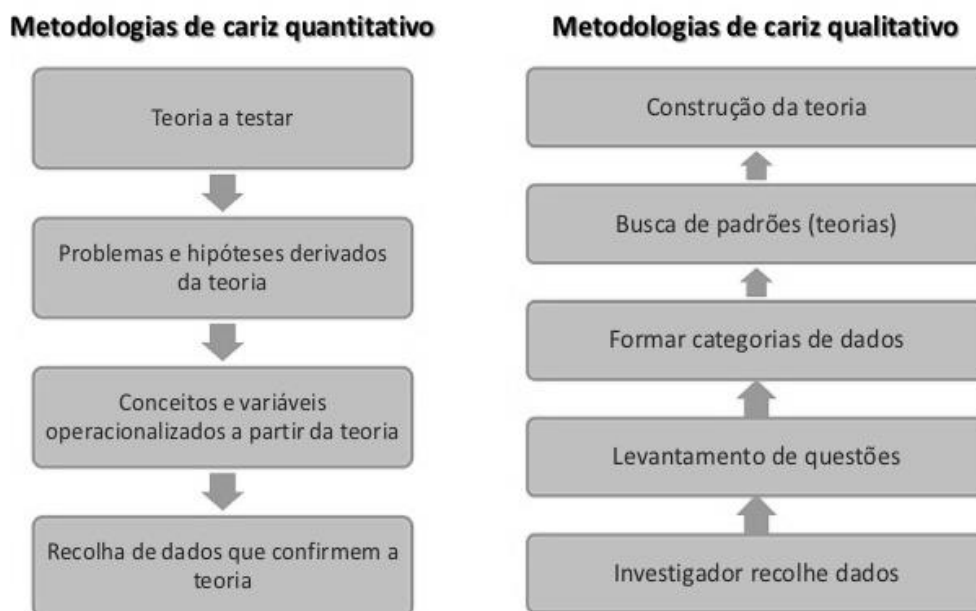 Metodologias de cariz quantitativo
Teoria a testar
Problemas e hipóteses derivados
da teoria
Conceitos e variáveis
operacionalizados a partir da teoria
Recolha de dados que confirmem a
teoria
Metodologias de cariz qualitativo
Construção da teoria
Busca de padrões (teorias)
Formar categorias de dados
Levantamento de questões
Investigador recolhe dados